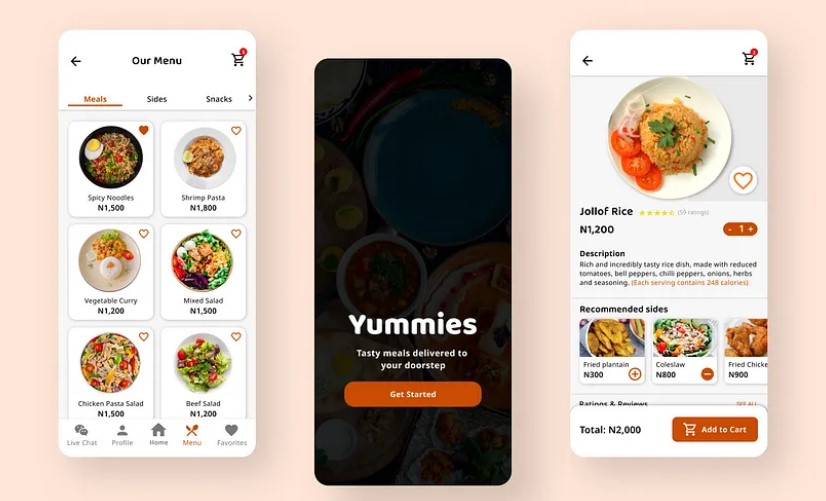 Our Menu
Meals Sides Snacks
Spicy Noodles
N1,500
Shrimp Pasta
N1,800
Vegetable Curry
N1,200
Mixed Salad
N1,500
Chicken Pasta Salad
N1,500
Beef Salad
N1,200
Live Chat Profile Home Menu Favorites
Yummies
Tasty meals delivered to
your doorstep
Get Started
Jollof Rice (59 ratings)
N1,200
- 1 +
Description
Rich and incredibly tasty rice dish, made with reduced
tomatoes, bell peppers, chilli peppers, onions, herbs
and seasoning. (Each serving contains 248 calories)
Recommended sides
Fried plantain
N300
Coleslaw
N800
Fried Chicke
N900
Ratings & Reviews SEE ALL
Total: N2,000 Add to Cart